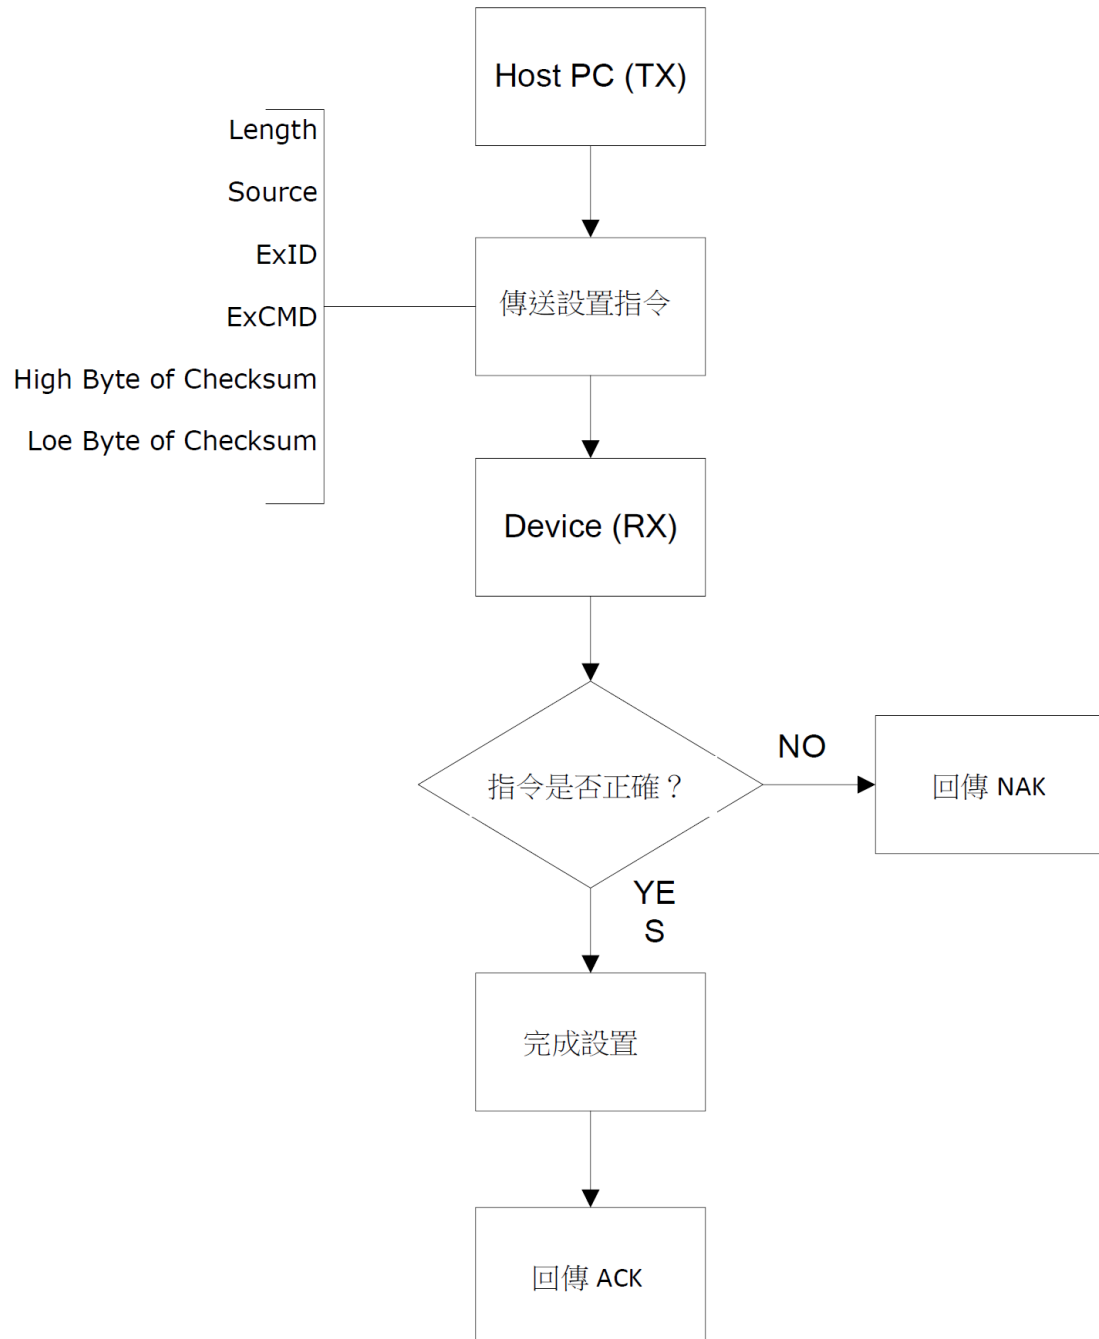 Host PC (TX)
Length
Source
ExID
ExCMD
High Byte of Checksum
Loe Byte of Checksum
傳送設置指令
Device (RX)
指令是否正確？
NO
回傳 NAK
YE
S
完成設置
回傳 ACK